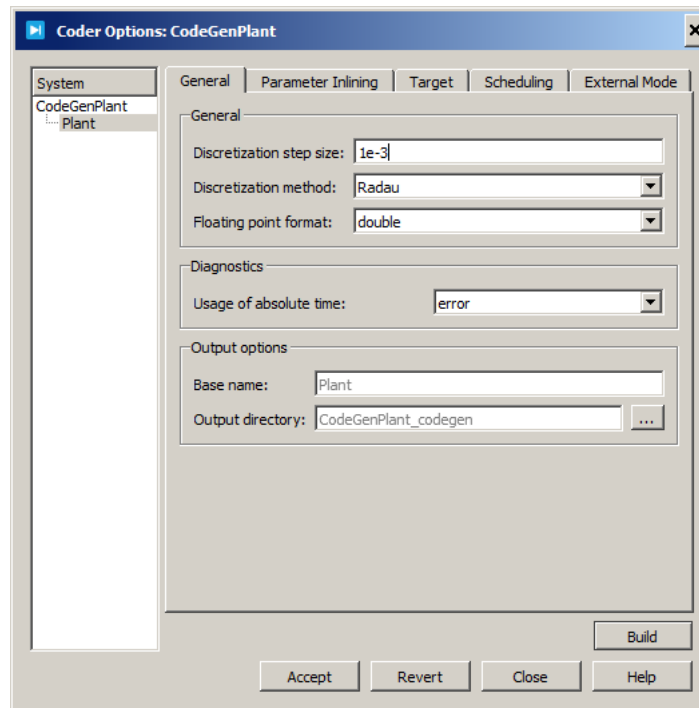 Coder Options: CodeGenPlant
System
CodeGenPlant
Plant
General Parameter Inlining Target Scheduling External Mode
General
Discretization step size: 1e-3
Discretization method: Radau
Floating point format: double
Diagnostics
Usage of absolute time: error
Output options
Base name: Plant
Output directory: CodeGenPlant_codegen ...
Build
Accept Revert Close Help